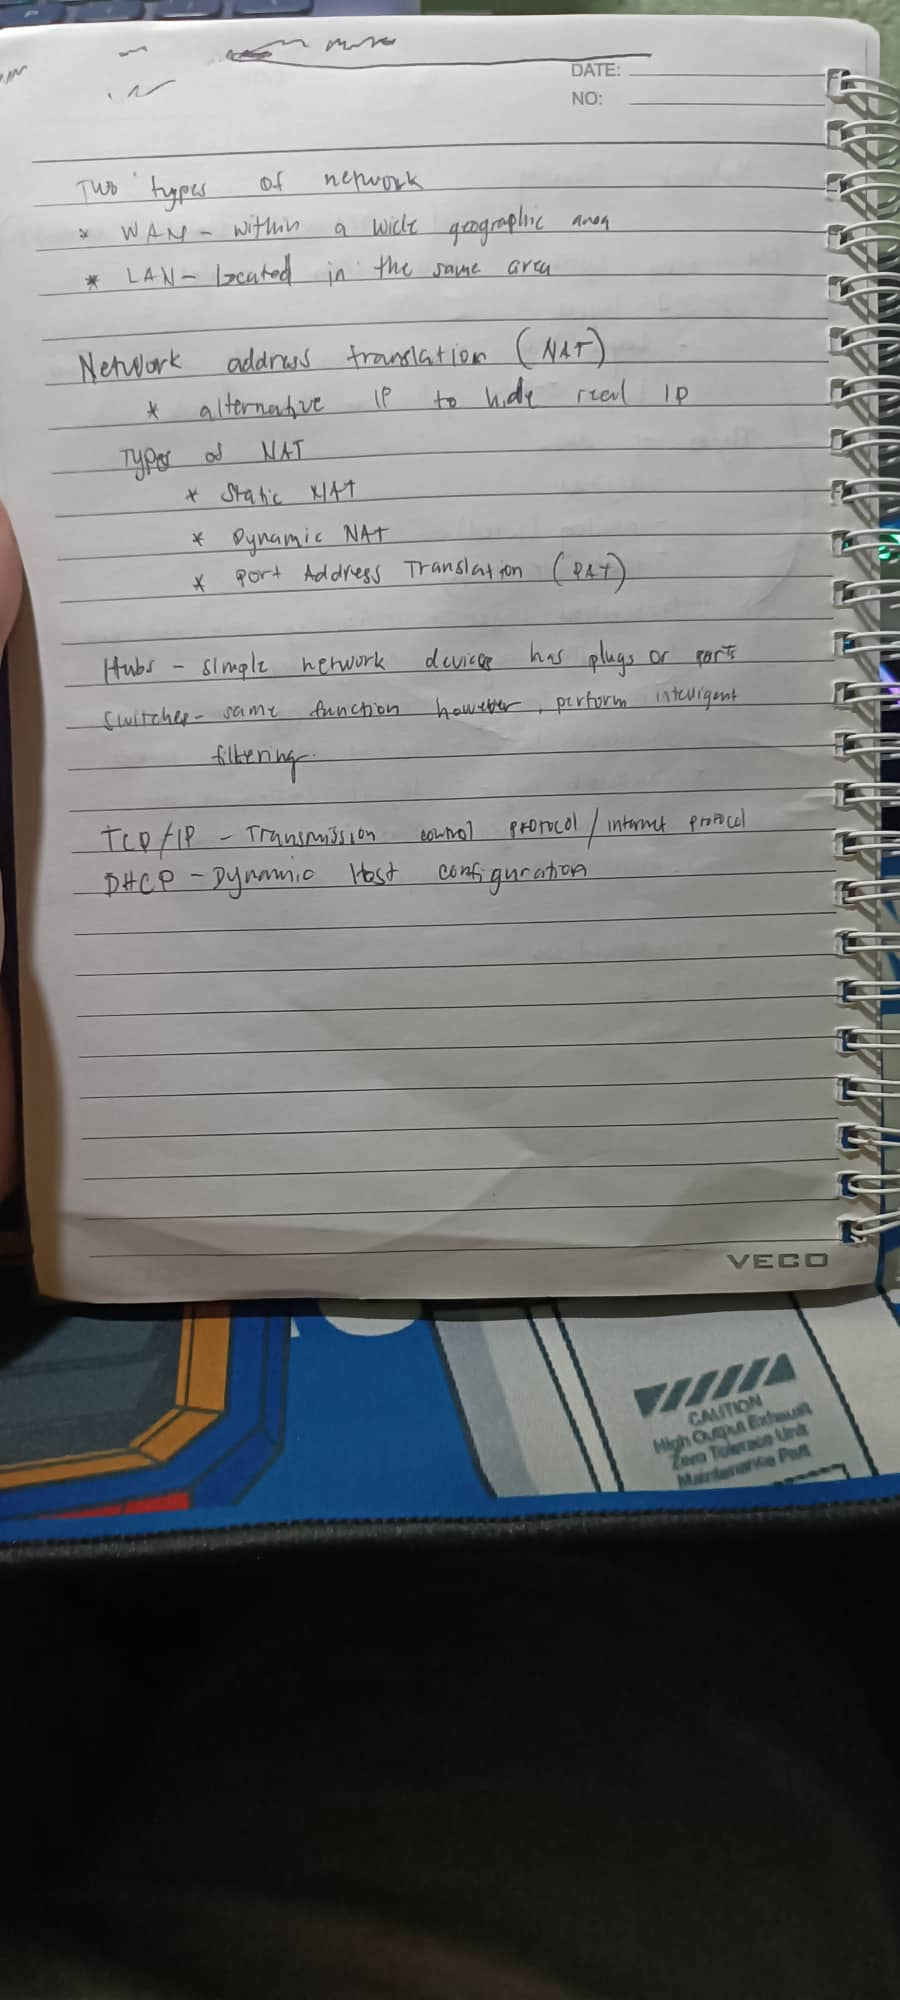 DATE:
NO:
Two types of network
* WAN - within a wide geographic area
* LAN - located in the same area
Network address translation (NAT)
* alternative IP to hide real IP
Types of NAT
* Static NAT
* Dynamic NAT
* Port Address Translation (PAT)
Hubs - simple network device has plugs or ports
Switches - same function however, perform intelligent
filtering.
TCP/IP - Transmission control protocol / internet protocol
DHCP - Dynamic Host configuration
VECO
CAUTION
High Output Exhaust
Zero Tolerace Unit
Maintenance Port